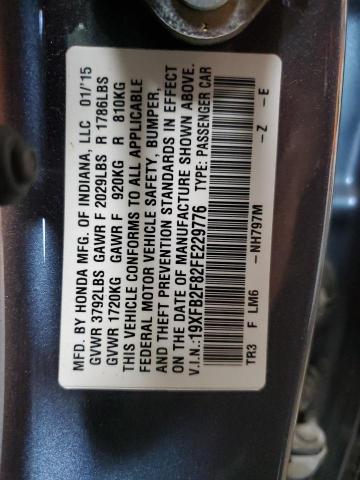 MFD. BY HONDA MFG. OF INDIANA, LLC 01/'15
GVWR 3792LBS GAWR F 2029LBS R 1786LBS
GVWR 1720KG GAWR F 920KG R 810KG
THIS VEHICLE CONFORMS TO ALL APPLICABLE
FEDERAL MOTOR VEHICLE SAFETY, BUMPER,
AND THEFT PREVENTION STANDARDS IN EFFECT
ON THE DATE OF MANUFACTURE SHOWN ABOVE.
V.I.N.:19XFB2F82FE229776 TYPE: PASSENGER CAR
TR3 F LM6 -NH797M -Z -E